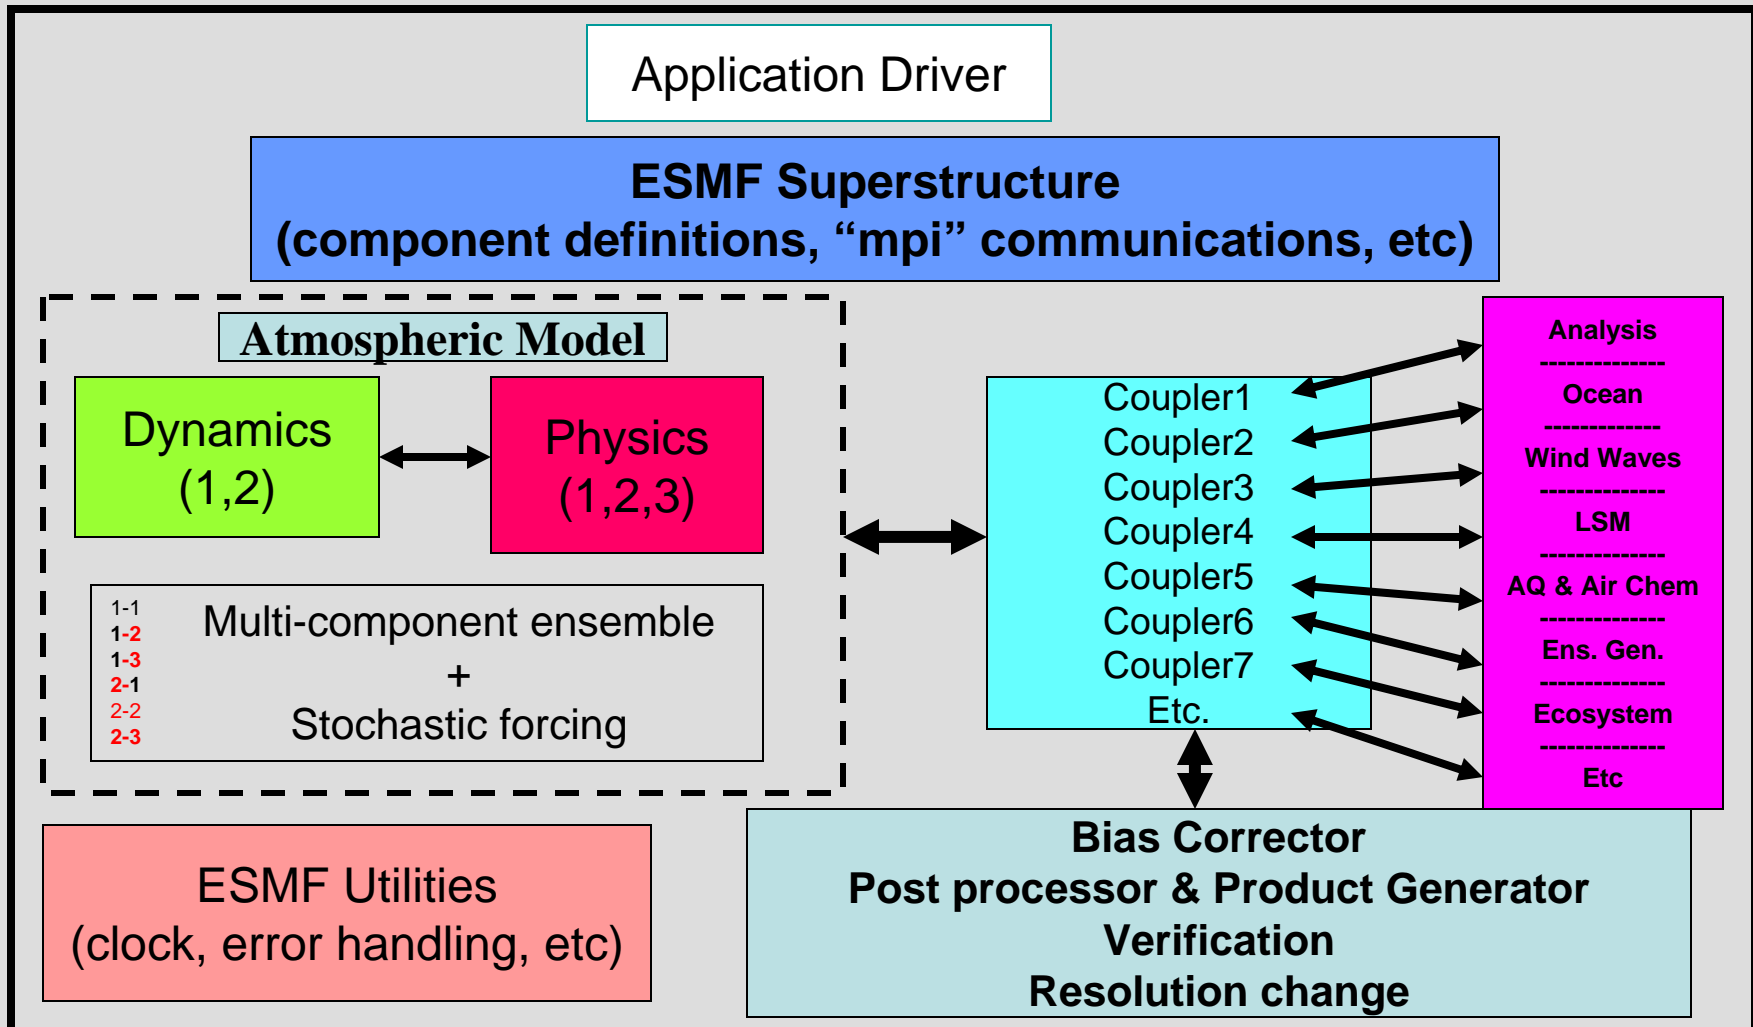 Application Driver
ESMF Superstructure
(component definitions, “mpi” communications, etc)
Atmospheric Model
Dynamics
(1,2)
Physics
(1,2,3)
1-1
1-2
1-3
2-1
2-2
2-3
Multi-component ensemble
+
Stochastic forcing
Coupler1
Coupler2
Coupler3
Coupler4
Coupler5
Coupler6
Coupler7
Etc.
Analysis
--------------
Ocean
-------------
Wind Waves
--------------
LSM
--------------
AQ & Air Chem
--------------
Ens. Gen.
--------------
Ecosystem
--------------
Etc
ESMF Utilities
(clock, error handling, etc)
Bias Corrector
Post processor & Product Generator
Verification
Resolution change